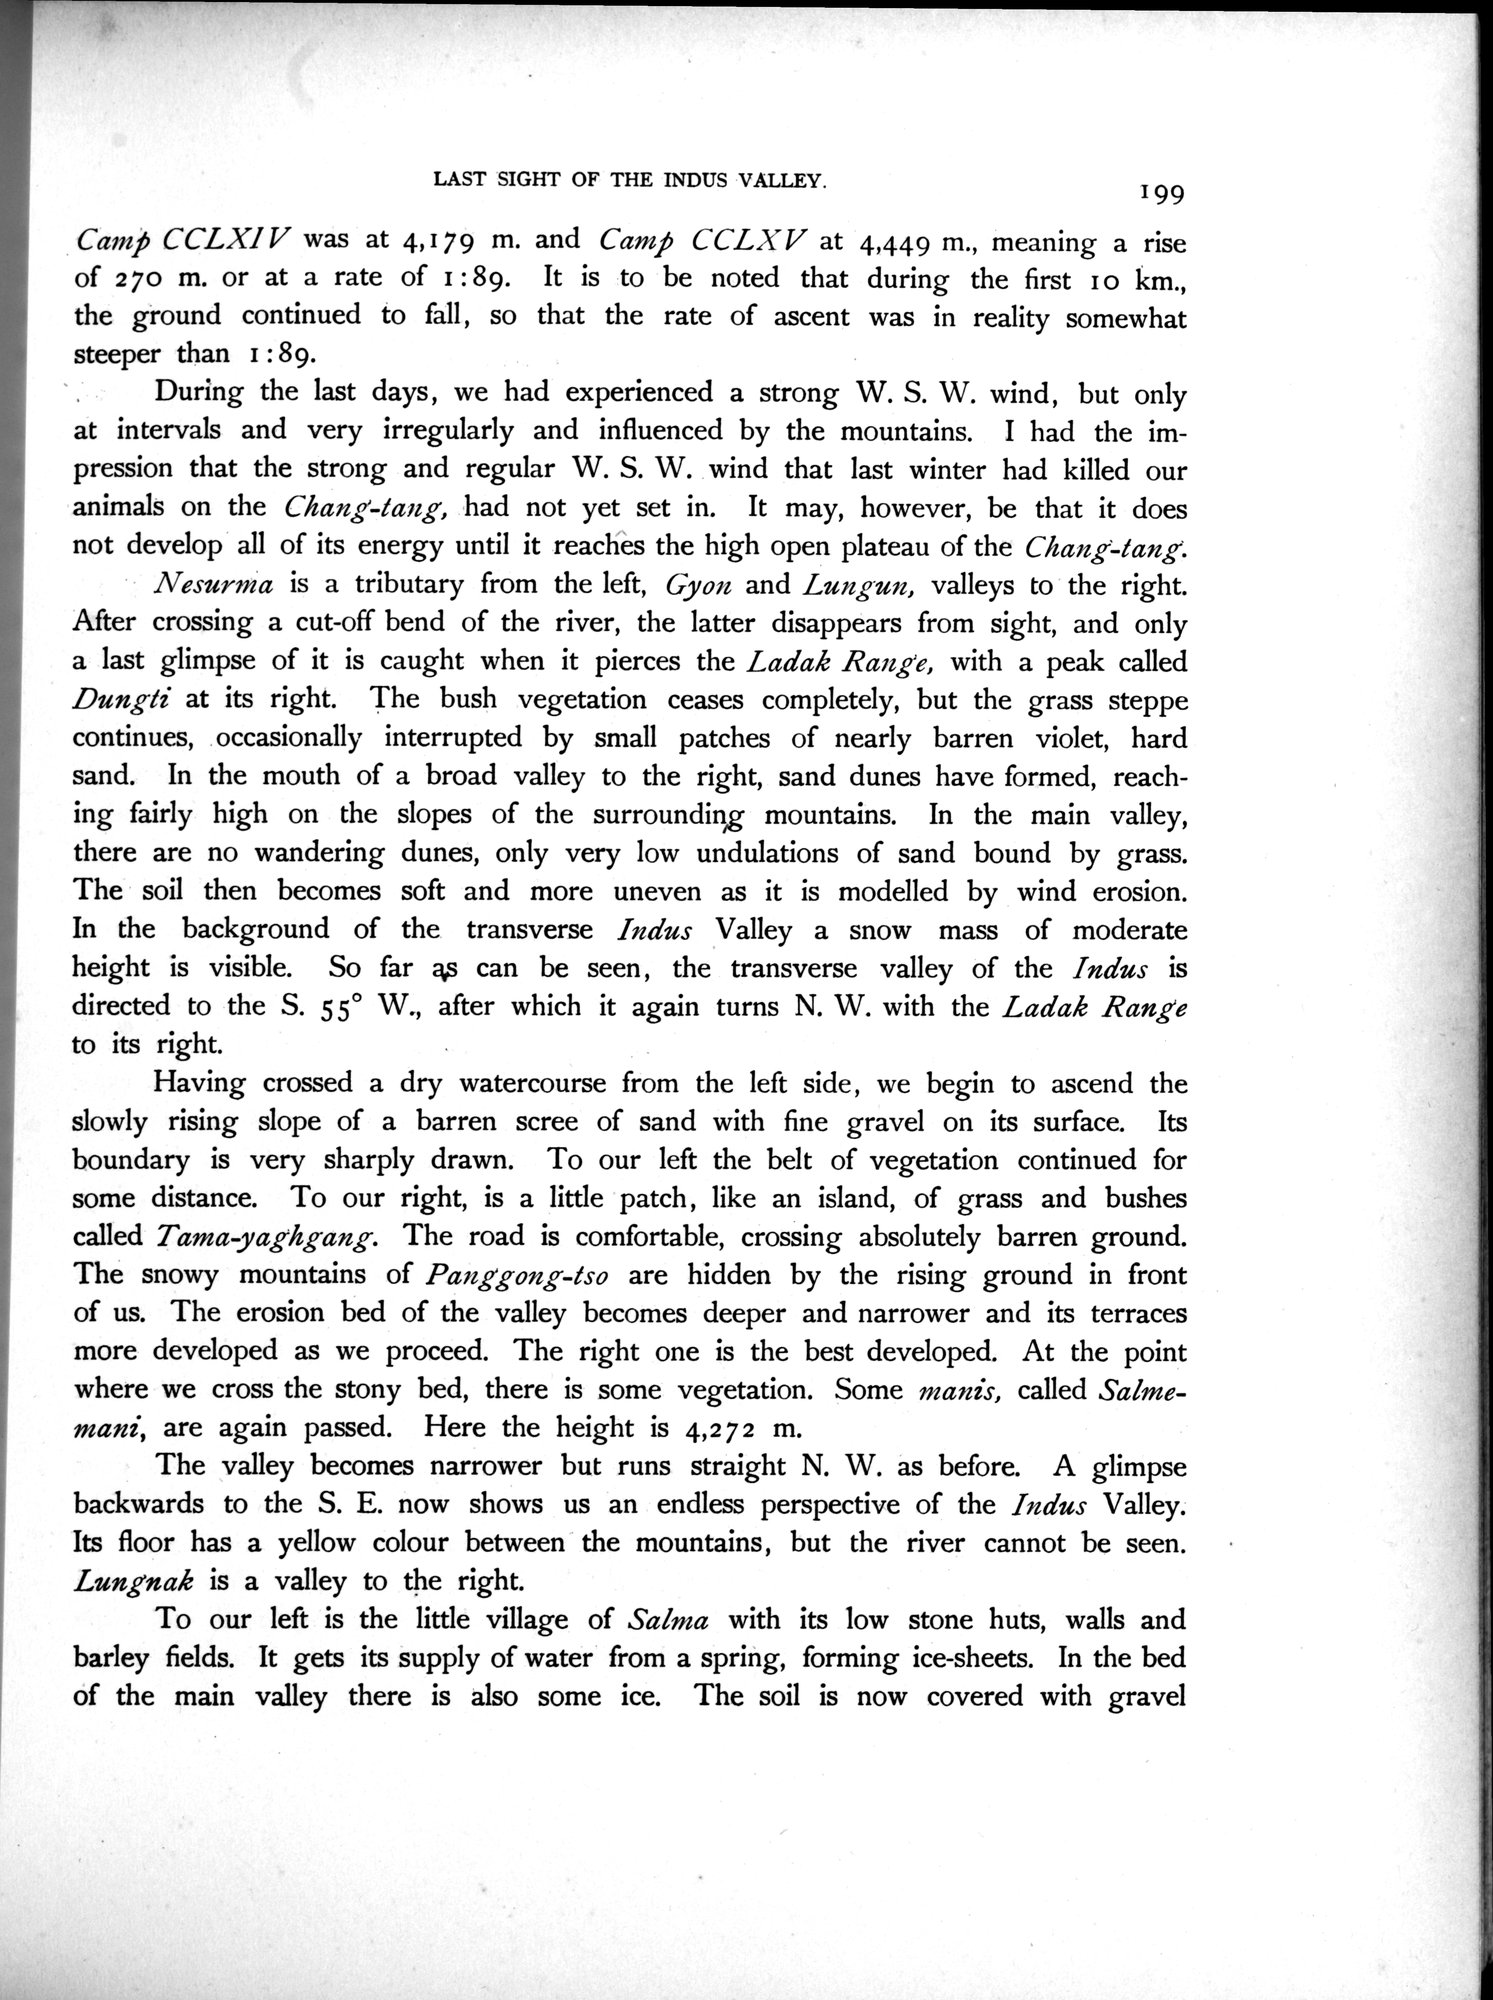 LAST SIGHT OF THE INDUS VALLEY.
199
Camp CCLXIV was at 4,179 m. and Camp CCLXV at 4,449 m., meaning a rise
of 270 m. or at a rate of 1:89. It is to be noted that during the first 10 km.,
the ground continued to fall, so that the rate of ascent was in reality somewhat
steeper than 1:89.
During the last days, we had experienced a strong W. S. W. wind, but only
at intervals and very irregularly and influenced by the mountains. I had the im-
pression that the strong and regular W. S. W. wind that last winter had killed our
animals on the Chang-tang, had not yet set in. It may, however, be that it does
not develop all of its energy until it reaches the high open plateau of the Chang-tang.
Nesurma is a tributary from the left, Gyon and Lungun, valleys to the right.
After crossing a cut-off bend of the river, the latter disappears from sight, and only
a last glimpse of it is caught when it pierces the Ladak Range, with a peak called
Dungti at its right. The bush vegetation ceases completely, but the grass steppe
continues, occasionally interrupted by small patches of nearly barren violet, hard
sand. In the mouth of a broad valley to the right, sand dunes have formed, reach-
ing fairly high on the slopes of the surrounding mountains. In the main valley,
there are no wandering dunes, only very low undulations of sand bound by grass.
The soil then becomes soft and more uneven as it is modelled by wind erosion.
In the background of the transverse Indus Valley a snow mass of moderate
height is visible. So far as can be seen, the transverse valley of the Indus is
directed to the S. 55° W., after which it again turns N. W. with the Ladak Range
to its right.
Having crossed a dry watercourse from the left side, we begin to ascend the
slowly rising slope of a barren scree of sand with fine gravel on its surface. Its
boundary is very sharply drawn. To our left the belt of vegetation continued for
some distance. To our right, is a little patch, like an island, of grass and bushes
called Tama-yaghgang. The road is comfortable, crossing absolutely barren ground.
The snowy mountains of Panggong-tso are hidden by the rising ground in front
of us. The erosion bed of the valley becomes deeper and narrower and its terraces
more developed as we proceed. The right one is the best developed. At the point
where we cross the stony bed, there is some vegetation. Some manis, called Salme-
mani, are again passed. Here the height is 4,272 m.
The valley becomes narrower but runs straight N. W. as before. A glimpse
backwards to the S. E. now shows us an endless perspective of the Indus Valley.
Its floor has a yellow colour between the mountains, but the river cannot be seen.
Lungnak is a valley to the right.
To our left is the little village of Salma with its low stone huts, walls and
barley fields. It gets its supply of water from a spring, forming ice-sheets. In the bed
of the main valley there is also some ice. The soil is now covered with gravel